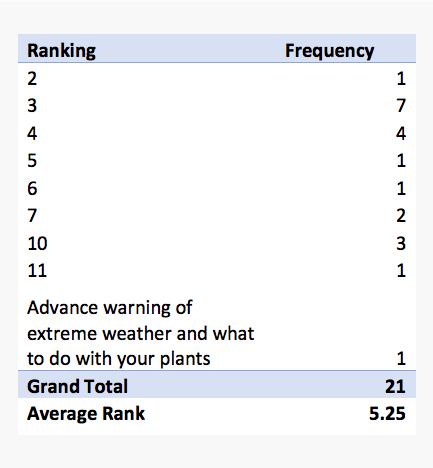 Ranking Frequency
2 1
3 7
4 4
5 1
6 1
7 2
10 3
11 1
Advance warning of
extreme weather and what
to do with your plants 1
Grand Total 21
Average Rank 5.25